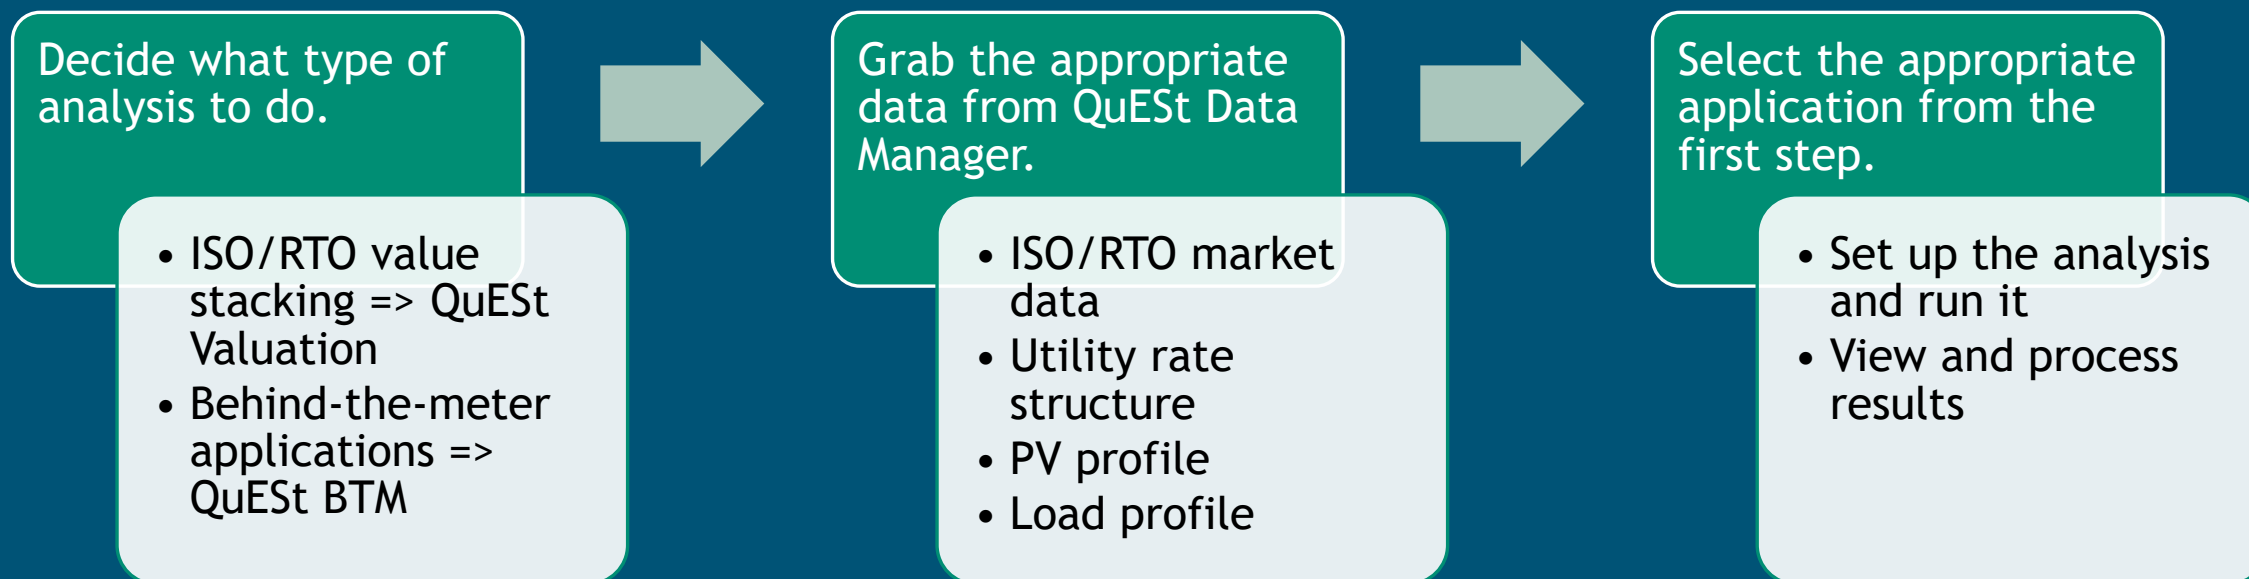 Decide what type of
analysis to do.
• ISO/RTO value
stacking => QuESt
Valuation
• Behind-the-meter
applications =>
QuESt BTM
Grab the appropriate
data from QuESt Data
Manager.
• ISO/RTO market
data
• Utility rate
structure
• PV profile
• Load profile
Select the appropriate
application from the
first step.
• Set up the analysis
and run it
• View and process
results